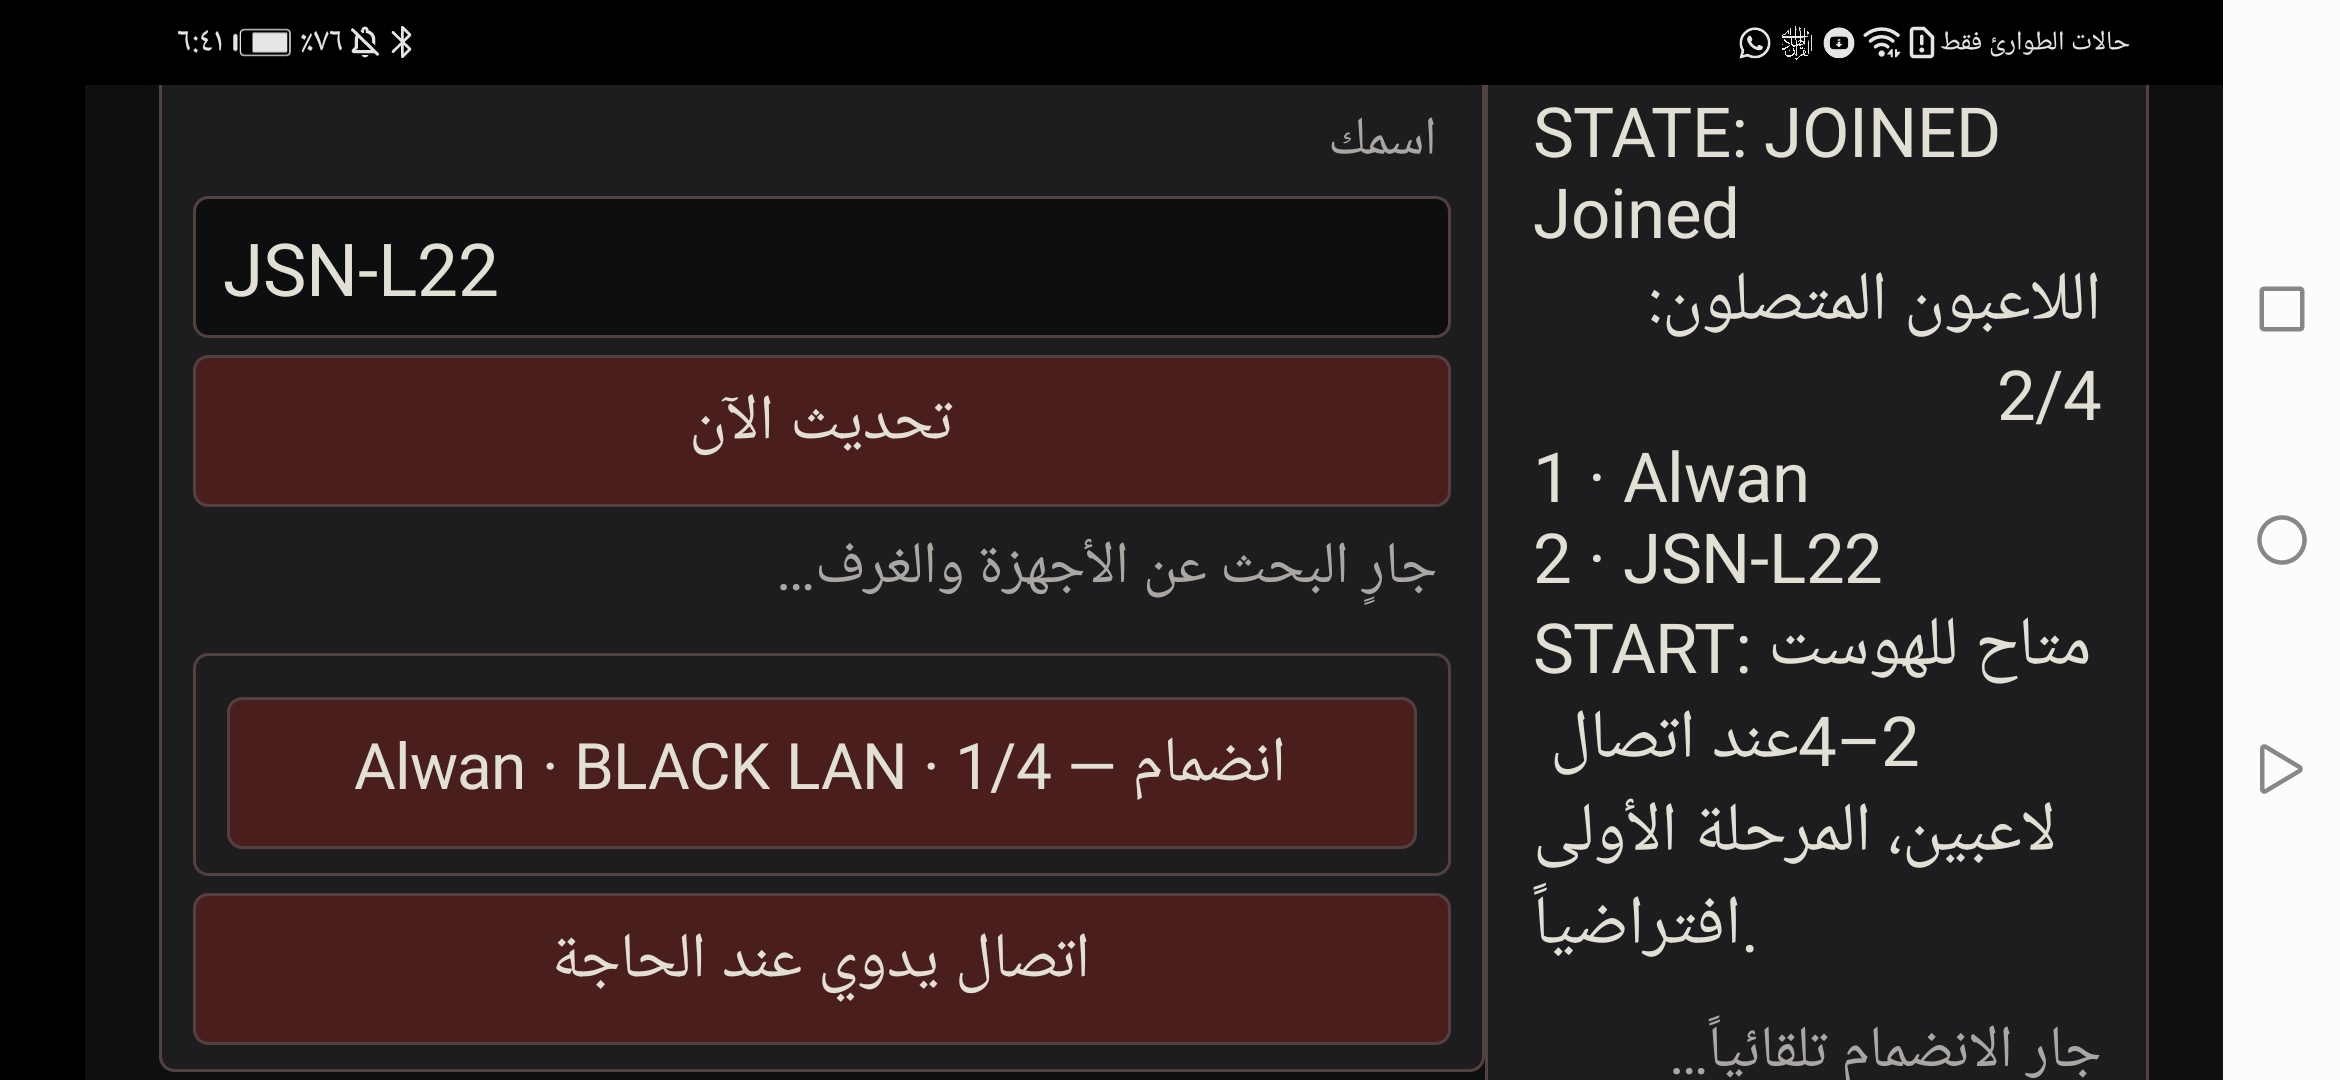 ٦:٤١ ٪٧٦
حالات الطوارئ فقط
اسمك
JSN-L22
تحديث الآن
جارٍ البحث عن الأجهزة والغرف...
انضمام — Alwan · BLACK LAN · 1/4
اتصال يدوي عند الحاجة
STATE: JOINED
Joined
اللاعبون المتصلون:
2/4
1 · Alwan
2 · JSN-L22
START: متاح للهوست
عند اتصال 2–4
لاعبين، المرحلة الأولى
افتراضياً.
جار الانضمام تلقائياً...